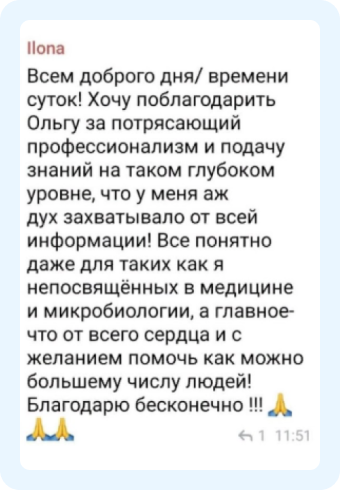 Ilona
Всем доброго дня/ времени
суток! Хочу поблагодарить
Ольгу за потрясающий
профессионализм и подачу
знаний на таком глубоком
уровне, что у меня аж
дух захватывало от всей
информации! Все понятно
даже для таких как я
непосвящённых в медицине
и микробиологии, а главное-
что от всего сердца и с
желанием помочь как можно
большему числу людей!
Благодарю бесконечно !!! 🙏
🙏🙏 1 11:51